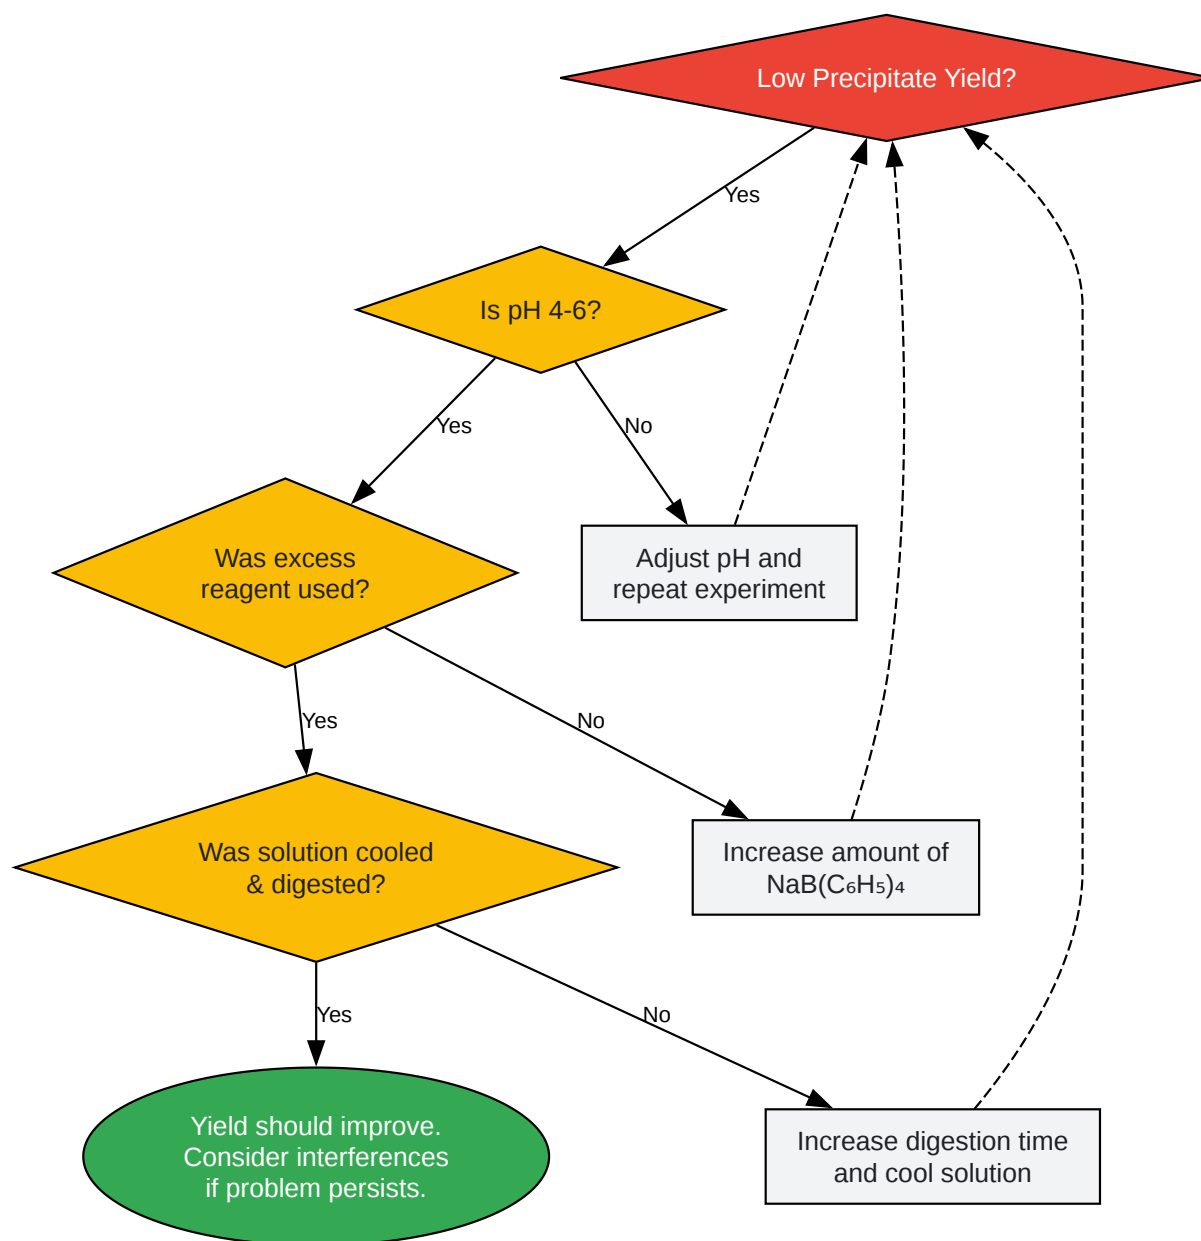 Low Precipitate Yield?
Yes
Is pH 4-6?
Yes
No
Was excess
reagent used?
Adjust pH and
repeat experiment
Yes
No
Was solution cooled
& digested?
Increase amount of
NaB(C₆H₅)₄
Yes
No
Yield should improve.
Consider interferences
if problem persists.
Increase digestion time
and cool solution